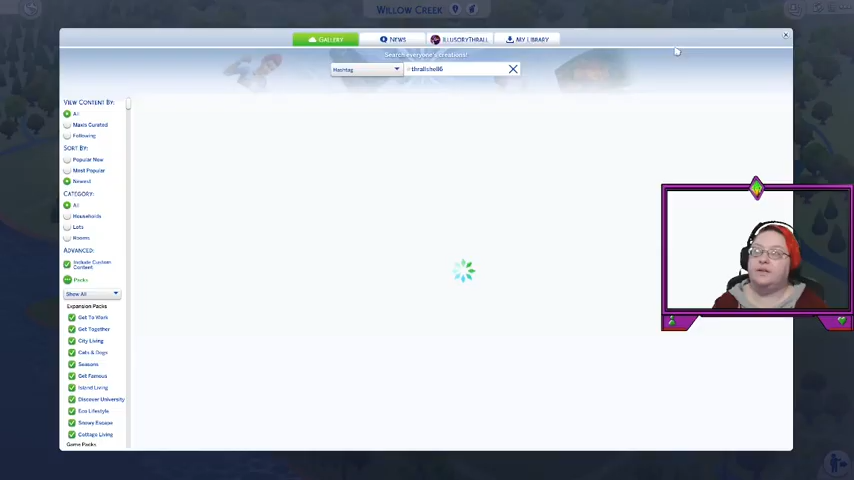 WILLOW CREEK
GALLERY
NEWS
ILLUSORYTHRALL
MY LIBRARY
Search everyone's creations!
Hashtag
thrallshell6
VIEW CONTENT BY:
All
Maxis Curated
Following
SORT BY:
Popular Now
Most Popular
Newest
CATEGORY:
All
Households
Lots
Rooms
ADVANCED:
Include Custom
Content
Packs
Show All
Expansion Packs
Get To Work
Get Together
City Living
Cats & Dogs
Seasons
Get Famous
Island Living
Discover University
Eco Lifestyle
Snowy Escape
Cottage Living
Game Packs